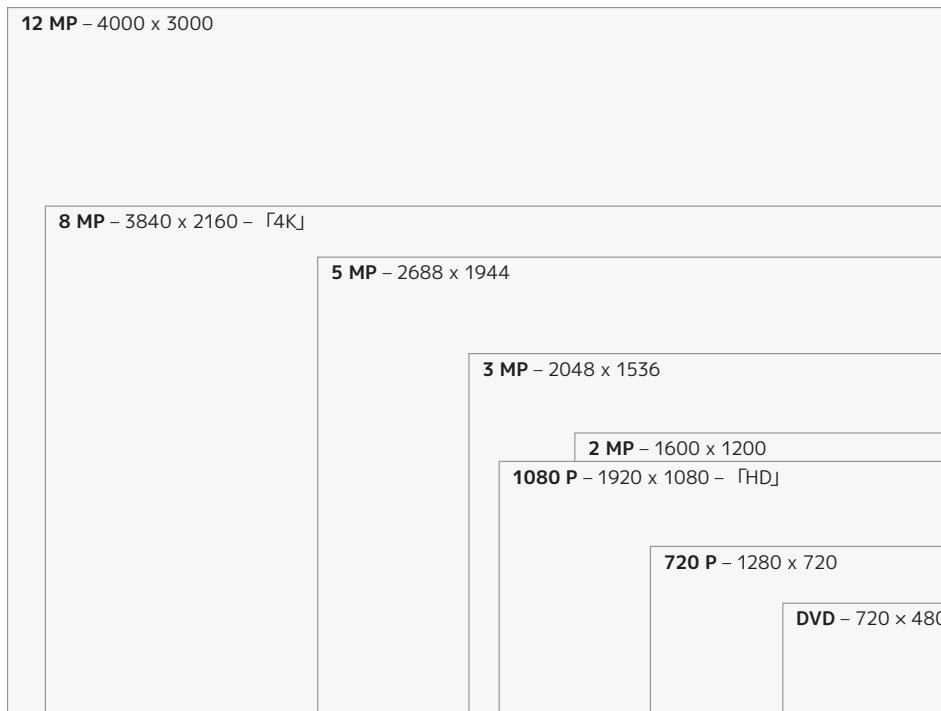 12 MP – 4000 x 3000
8 MP – 3840 x 2160 – 「4K」
5 MP – 2688 x 1944
3 MP – 2048 x 1536
2 MP – 1600 x 1200
1080 P – 1920 x 1080 – 「HD」
720 P – 1280 x 720
DVD – 720 × 480